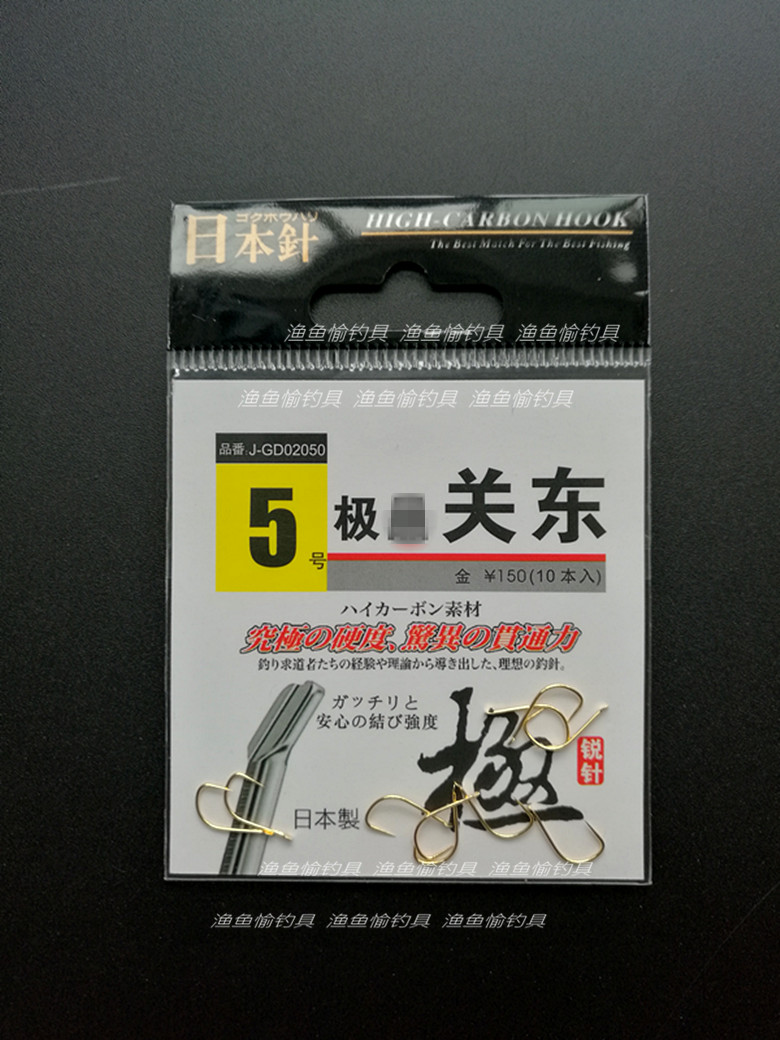 ゴクホウハリ
日本針
HIGH-CARBON HOOK
The Best Match For The Best Fishing
渔鱼愉钓具 渔鱼愉钓具 渔鱼愉钓具
渔鱼愉钓具 渔鱼愉钓具 渔鱼愉钓具
品番:J-GD02050
5号
极 关东
金 ¥150(10本入)
ハイカーボン素材
究極の硬度、驚異の貫通力
釣り求道者たちの経験や理論から導き出した、理想の釣針。
ガッチリと
安心の結び強度
極
锐针
日本製
渔鱼愉钓具 渔鱼愉钓具 渔鱼愉钓具
渔鱼愉钓具 渔鱼愉钓具 渔鱼愉钓具